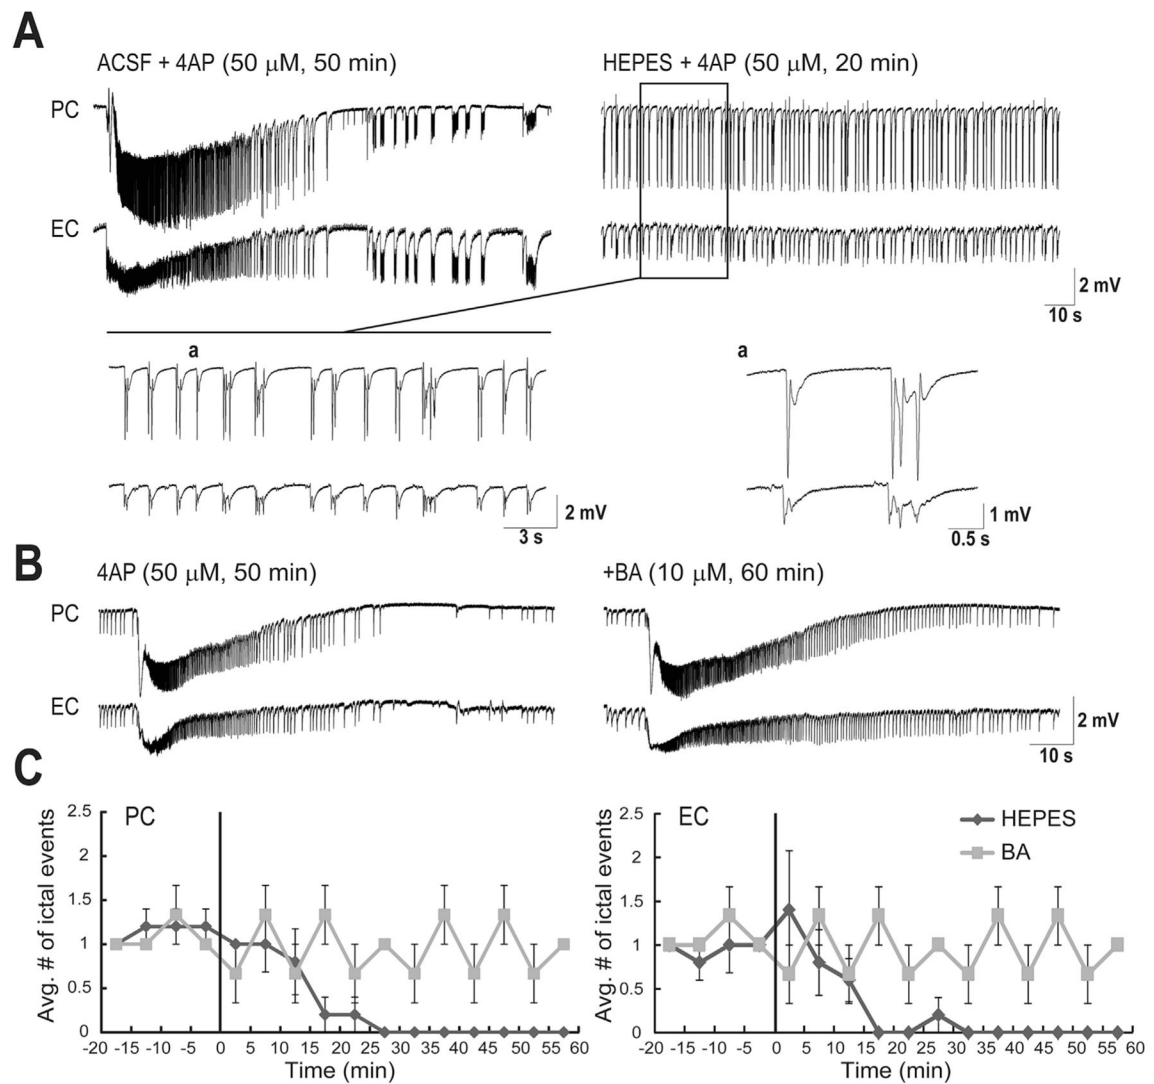 A
ACSF + 4AP (50 µM, 50 min)
HEPES + 4AP (50 µM, 20 min)
PC
EC
2 mV
10 s
a
a
2 mV
3 s
1 mV
0.5 s
B
4AP (50 µM, 50 min)
+BA (10 µM, 60 min)
PC
EC
2 mV
10 s
C
Avg. # of ictal events
2.5
2
1.5
1
0.5
0
PC
-20 -15 -10 -5 0 5 10 15 20 25 30 35 40 45 50 55 60
Time (min)
Avg. # of ictal events
2.5
2
1.5
1
0.5
0
EC
HEPES
BA
-20 -15 -10 -5 0 5 10 15 20 25 30 35 40 45 50 55 60
Time (min)